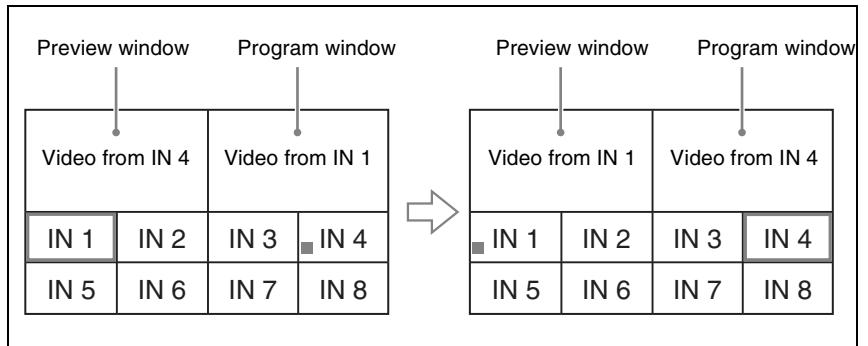 Preview window Program window Preview window Program window
Video from IN 4 Video from IN 1 Video from IN 1 Video from IN 4
IN 1 IN 2 IN 3 IN 4 IN 1 IN 2 IN 3 IN 4
IN 5 IN 6 IN 7 IN 8 IN 5 IN 6 IN 7 IN 8